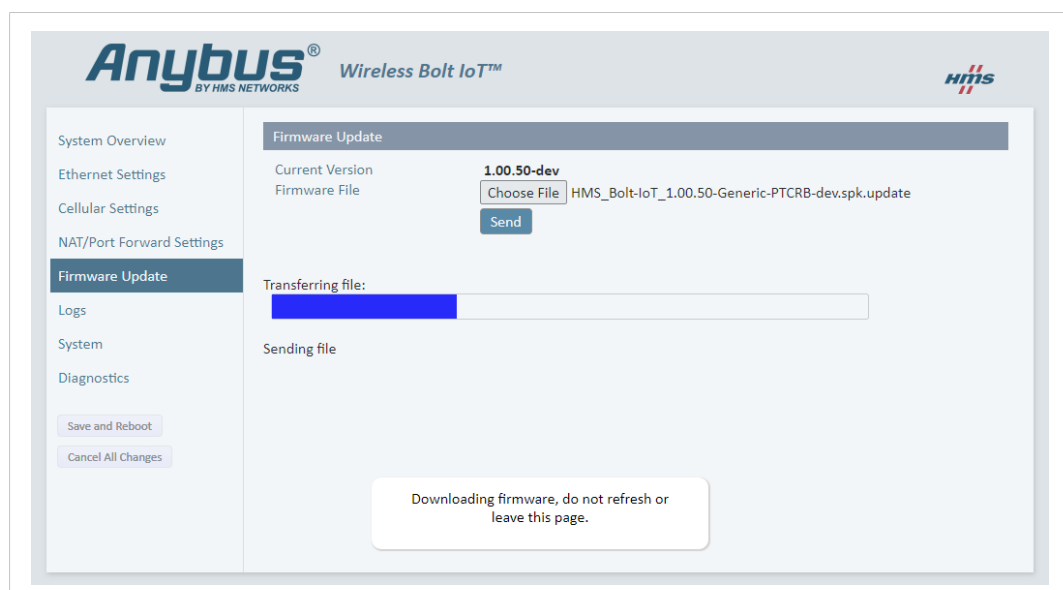 Anybus®
BY HMS NETWORKS
Wireless Bolt IoT™
HMS
System Overview
Ethernet Settings
Cellular Settings
NAT/Port Forward Settings
Firmware Update
Logs
System
Diagnostics
Save and Reboot
Cancel All Changes
Firmware Update
Current Version 1.00.50-dev
Firmware File Choose File HMS_Bolt-IoT_1.00.50-Generic-PTCRB-dev.spk.update
Send
Transferring file:
Sending file
Downloading firmware, do not refresh or
leave this page.